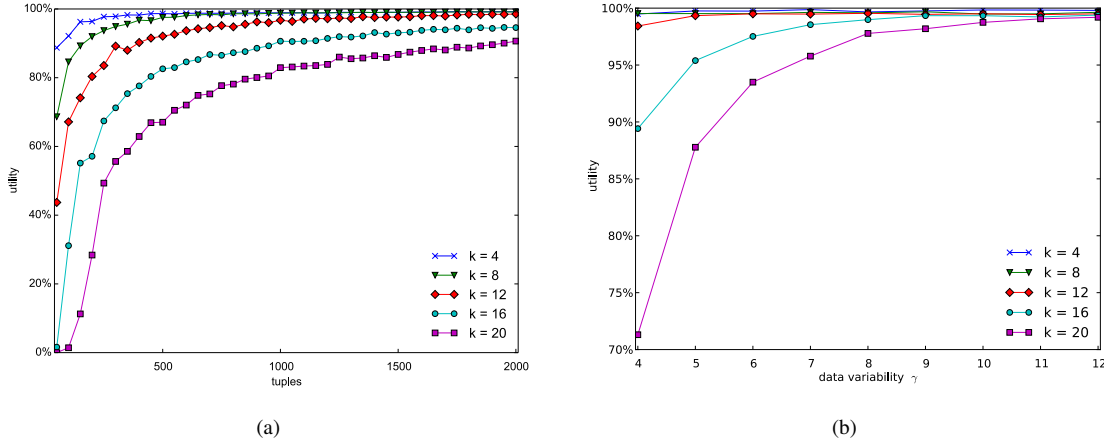 100%
80%
60%
40%
20%
0%
utility
500
1000
1500
2000
tuples
k = 4
k = 8
k = 12
k = 16
k = 20
(a)
100%
95%
90%
85%
80%
75%
70%
utility
4
5
6
7
8
9
10
11
12
data variability γ
k = 4
k = 8
k = 12
k = 16
k = 20
(b)